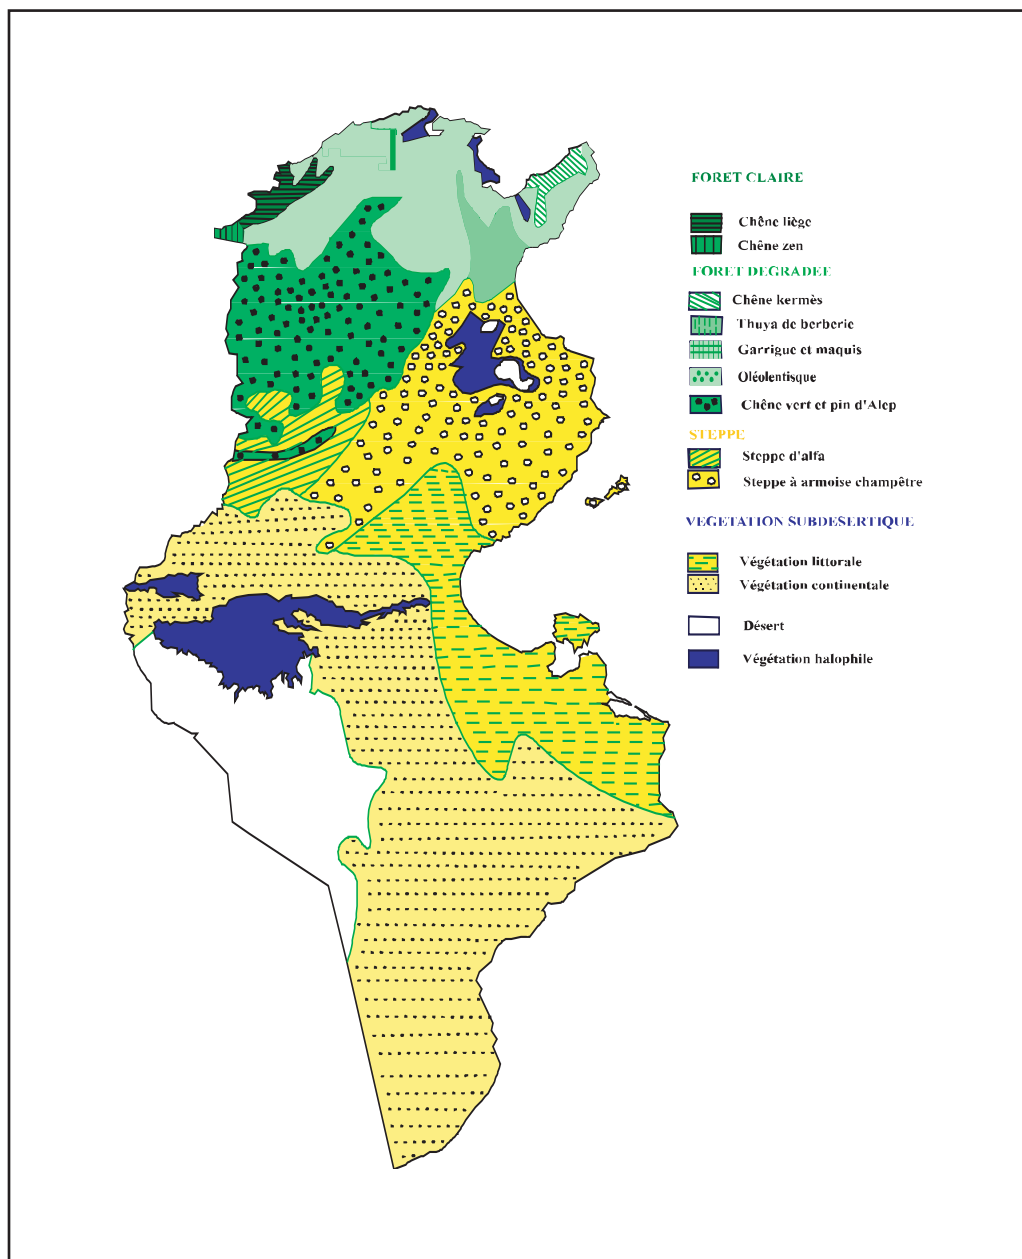 FORET CLAIRE
Chêne liège
Chêne zen
FORET DEGRADEE
Chêne kermès
Thuya de berberie
Garrigue et maquis
Oléolentisque
Chêne vert et pin d'Alep
STEPPE
Steppe d'alfa
Steppe à armoise champêtre
VEGETATION SUBDESERTIQUE
Végétation littorale
Végétation continentale
Désert
Végétation halophile